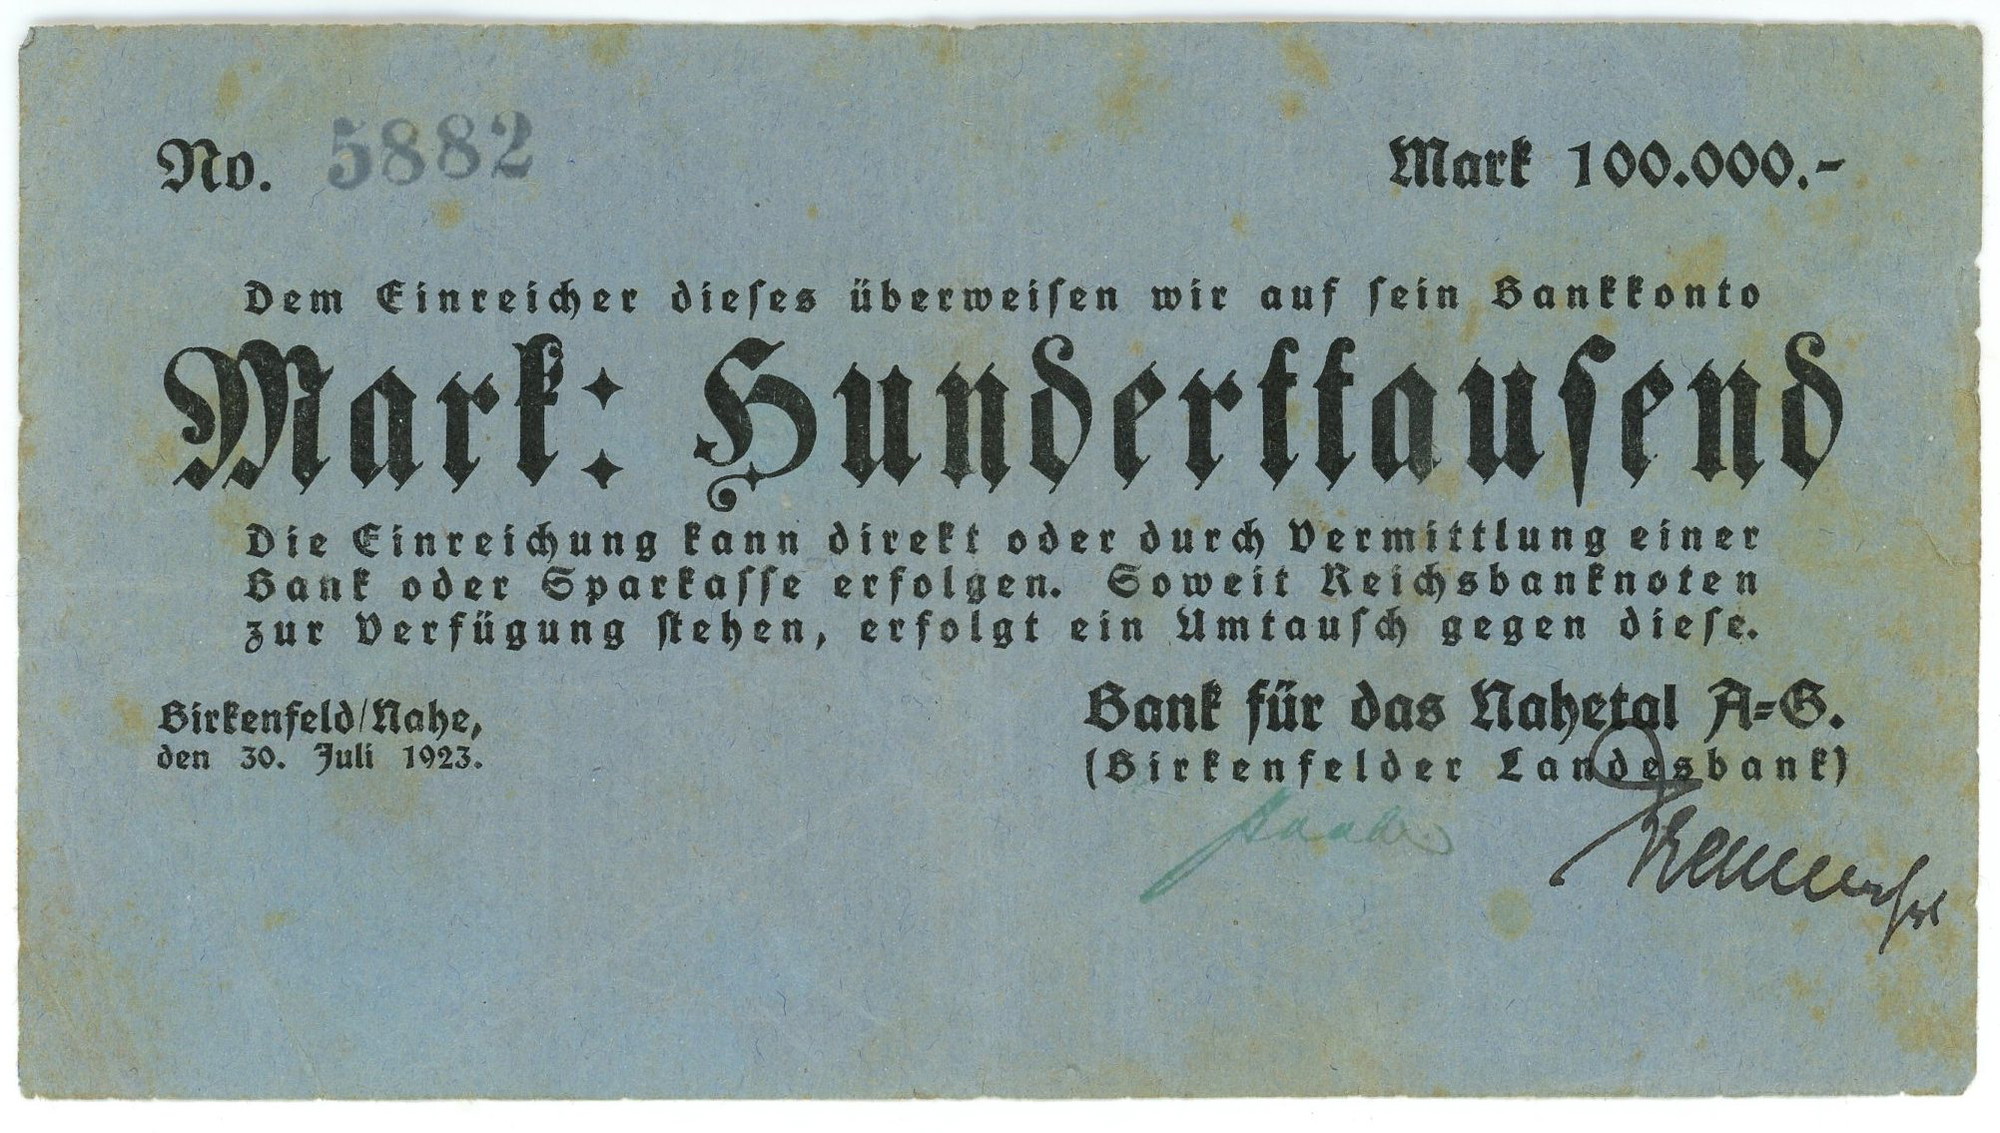 No. 5882 Mark 100.000.-
Dem Einreicher dieses überweisen wir auf sein Bankkonto
Mark: Hunderttausend
Die Einreichung kann direkt oder durch Vermittlung einer
Bank oder Sparkasse erfolgen. Soweit Reichsbanknoten
zur Verfügung stehen, erfolgt ein Umtausch gegen diese.
Birkenfeld/Nahe,
den 30. Juli 1923.
Bank für das Nahetal A=G.
(Birkenfelder Landesbank)